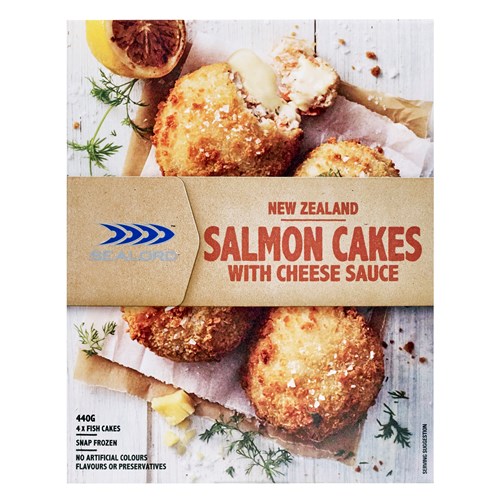 NEW ZEALAND
SEALORD
SALMON CAKES
WITH CHEESE SAUCE
440G
4 X FISH CAKES
SNAP FROZEN
NO ARTIFICIAL COLOURS
FLAVOURS OR PRESERVATIVES
SERVING SUGGESTION